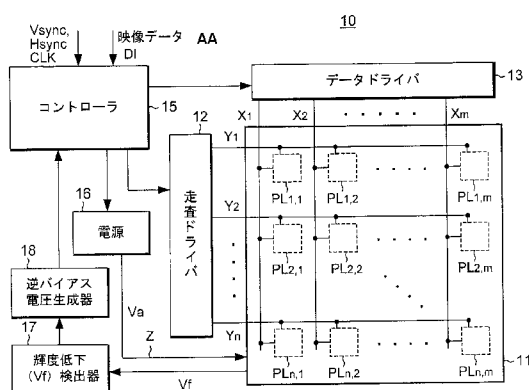 Vsync,
Hsync
CLK
映像データ AA
DI
10
コントローラ
15
データドライバ
13
12
X1
X2
Xm
16
電源
走査ドライバ
Y1
PL1,1
PL1,2
PL1,m
Y2
PL2,1
PL2,2
PL2,m
18
逆バイアス
電圧生成器
Va
Z
Yn
17
輝度低下
(Vf) 検出器
Vf
PLn,1
PLn,2
PLn,m
11